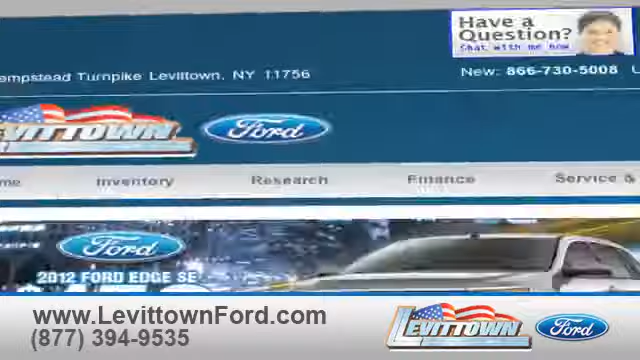 Have a
Question?
Chat with me now
Turnpike Levittown, NY 11756
New: 866-730-5008
LEVITTOWN
Ford
Inventory Research Finance Service &
Ford
2012 FORD EDGE SE
www.LevittownFord.com
(877) 394-9535
LEVITTOWN
Ford